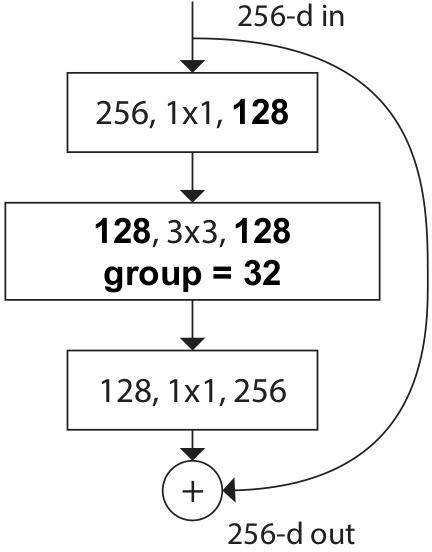 256-d in
256, 1x1, 128
128, 3x3, 128
group = 32
128, 1x1, 256
+
256-d out